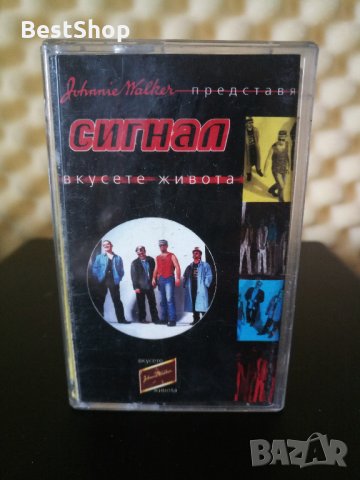 BestShop
Johnnie Walker представя
сигнал
вкусете живота
вкусете
Johnnie Walker
живота
BAZAR